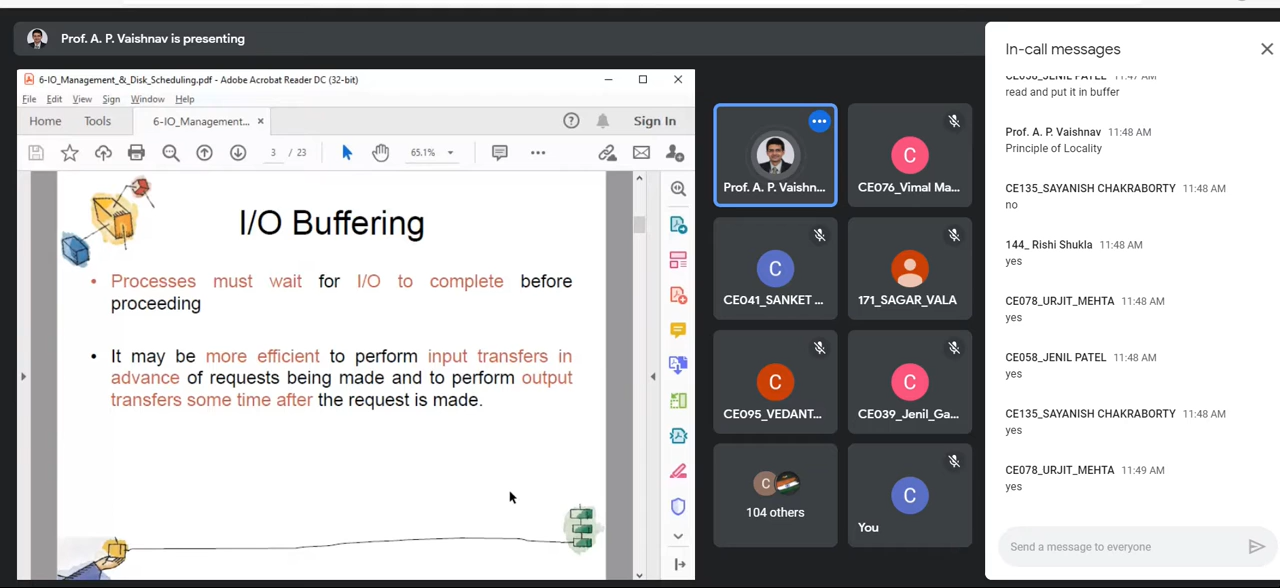 Prof. A. P. Vaishnav is presenting
6-IO_Management_&_Disk_Scheduling.pdf - Adobe Acrobat Reader DC (32-bit)
File Edit View Sign Window Help
Home Tools 6-IO_Management... × Sign In
3 / 23 65.1%
I/O Buffering
• Processes must wait for I/O to complete before
proceeding
• It may be more efficient to perform input transfers in
advance of requests being made and to perform output
transfers some time after the request is made.
Prof. A. P. Vaishn...
C
CE076_Vimal Ma...
C
CE041_SANKET ...
171_SAGAR_VALA
C
CE095_VEDANT...
C
CE039_Jenil_Ga...
C
104 others
C
You
In-call messages
CE058_JENIL PATEL 11:47 AM
read and put it in buffer
Prof. A. P. Vaishnav 11:48 AM
Principle of Locality
CE135_SAYANISH CHAKRABORTY 11:48 AM
no
144_ Rishi Shukla 11:48 AM
yes
CE078_URJIT_MEHTA 11:48 AM
yes
CE058_JENIL PATEL 11:48 AM
yes
CE135_SAYANISH CHAKRABORTY 11:48 AM
yes
CE078_URJIT_MEHTA 11:49 AM
yes
Send a message to everyone